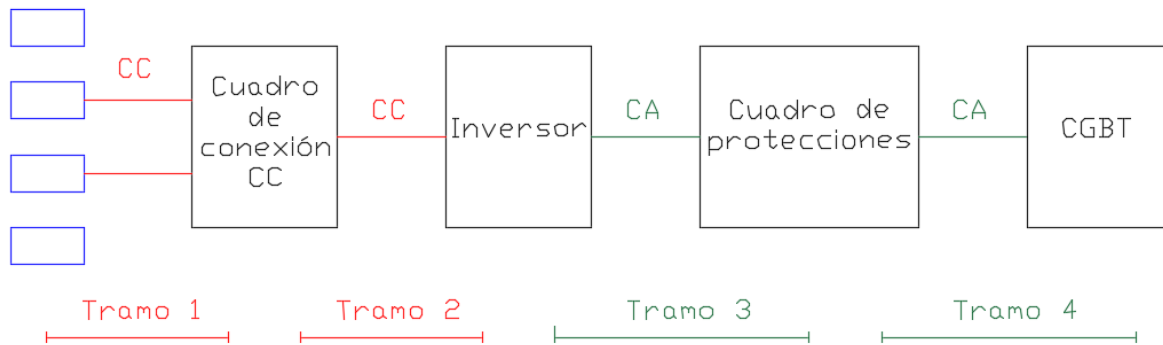 CC
Cuadro
de
conexión
CC
CC
Inversor
CA
Cuadro de
protecciones
CA
CGBT
Tramo 1
Tramo 2
Tramo 3
Tramo 4